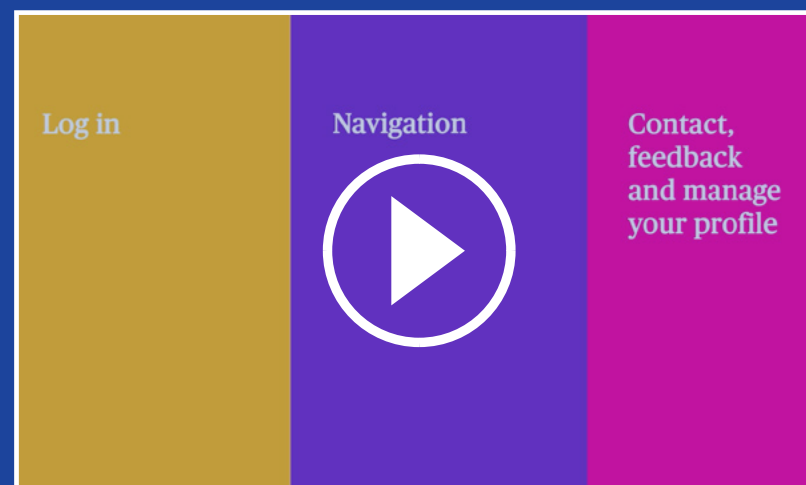 Log in
Navigation
Contact,
feedback
and manage
your profile